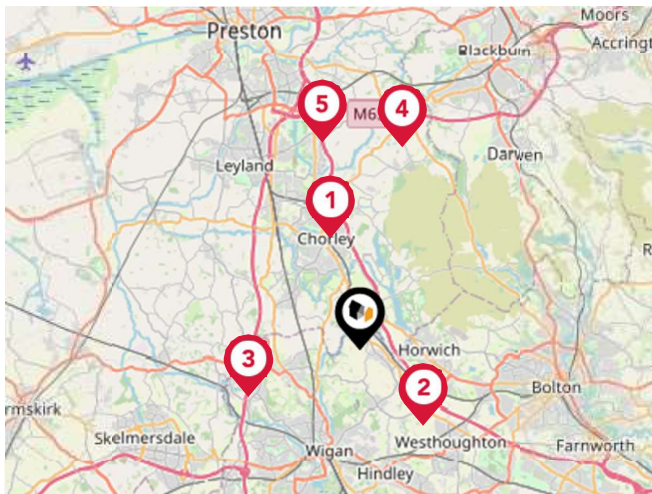 Moors
Preston
Blackburn
Accring
5
4
M6
Leyland
Darwen
1
Chorley
R
3
Horwich
2
Bolton
rmskirk
Skelmersdale
Wigan
Westhoughton
Farnworth
Hindley